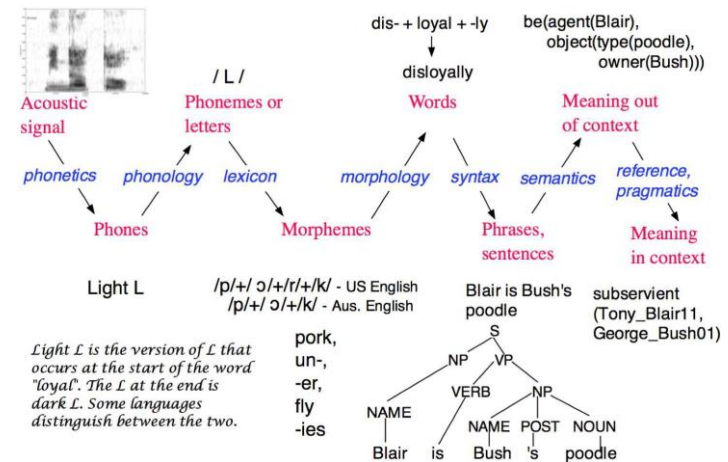 dis- + loyal + -ly
disloyally
be(agent(Blair),
object(type(poodle),
owner(Bush)))
/ L /
Acoustic
signal
Phonemes or
letters
Words
Meaning out
of context
phonetics
phonology
lexicon
morphology
syntax
semantics
reference,
pragmatics
Phones
Morphemes
Phrases,
sentences
Meaning
in context
Light L
/p/+/ ɔ/+/r/+/k/ - US English
/p/+/ ɔ/+/k/ - Aus. English
Blair is Bush's
poodle
subservient
(Tony_Blair11,
George_Bush01)
Light L is the version of L that
occurs at the start of the word
"loyal". The L at the end is
dark L. Some languages
distinguish between the two.
pork,
un-,
-er,
fly
-ies
S
NP VP
VERB NP
NAME NAME POST NOUN
Blair is Bush 's poodle